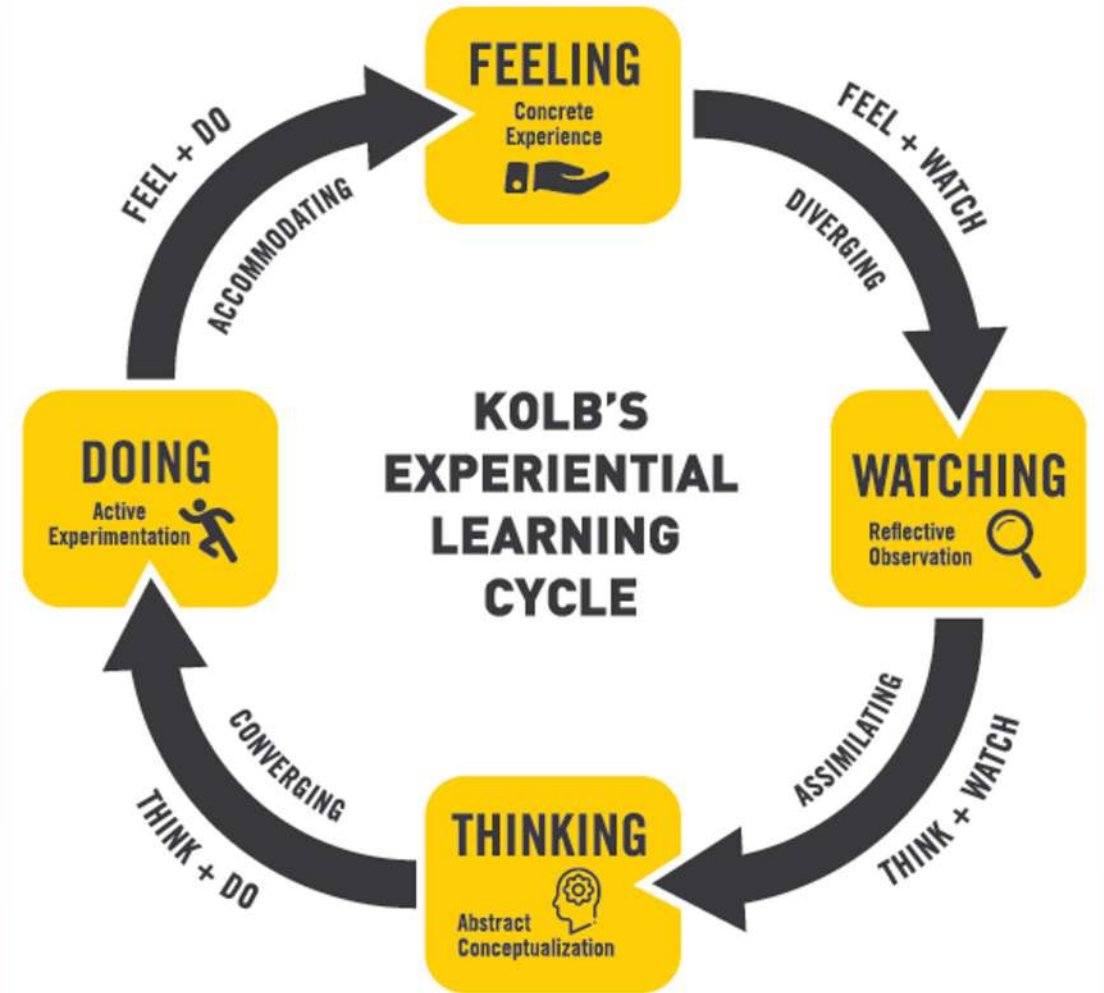 FEELING
Concrete
Experience
FEEL + DO
ACCOMMODATING
FEEL + WATCH
DIVERGING
KOLB'S
EXPERIENTIAL
LEARNING
CYCLE
DOING
Active
Experimentation
WATCHING
Reflective
Observation
CONVERGING
THINK + DO
ASSIMILATING
THINK + WATCH
THINKING
Abstract
Conceptualization